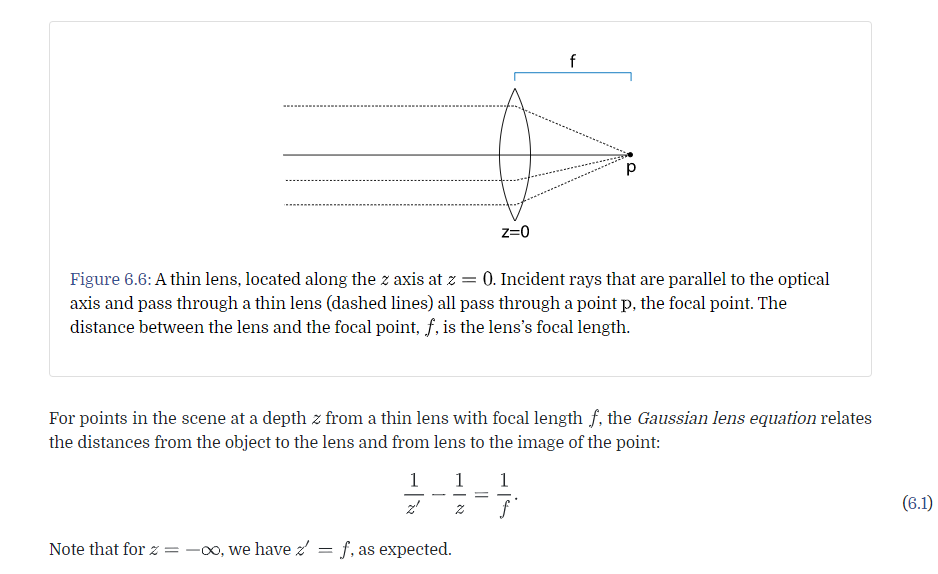 f
p
z=0
Figure 6.6: A thin lens, located along the z axis at z = 0. Incident rays that are parallel to the optical
axis and pass through a thin lens (dashed lines) all pass through a point p, the focal point. The
distance between the lens and the focal point, f, is the lens’s focal length.
For points in the scene at a depth z from a thin lens with focal length f, the Gaussian lens equation relates
the distances from the object to the lens and from lens to the image of the point:
1/z′ − 1/z = 1/f. (6.1)
Note that for z = −∞, we have z′ = f, as expected.